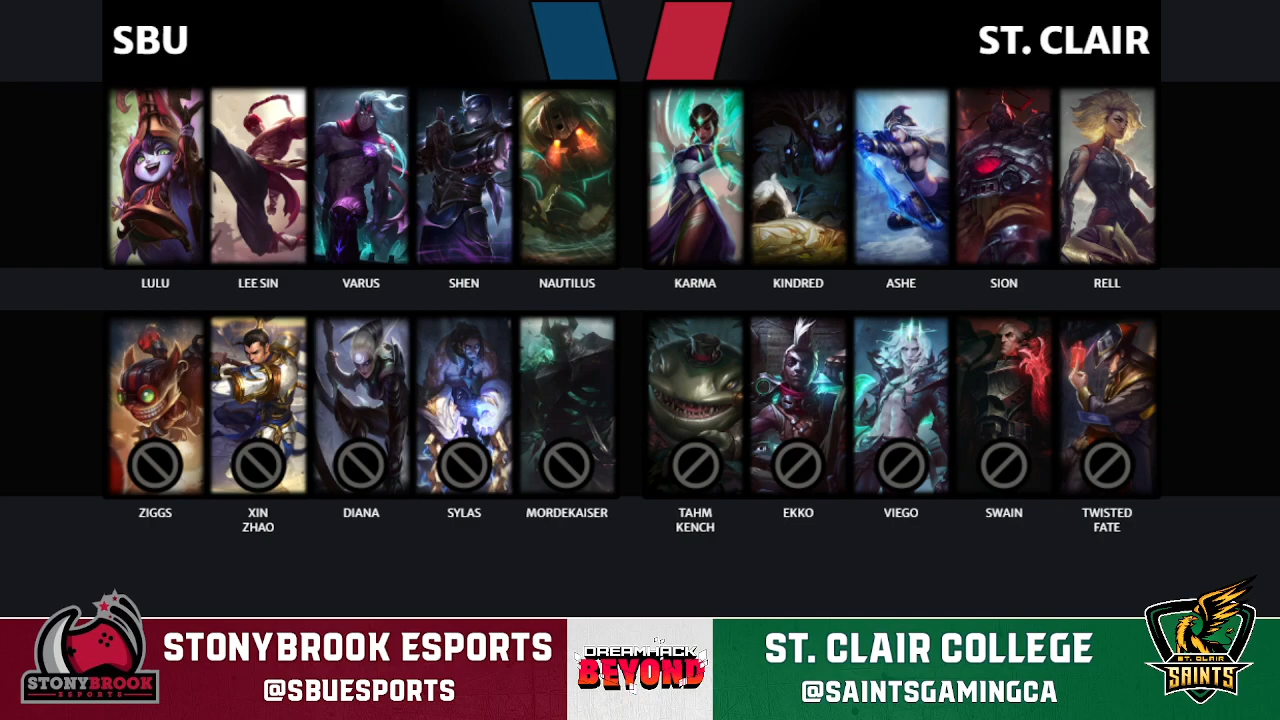 SBU
ST. CLAIR
LULU
LEE SIN
VARUS
SHEN
NAUTILUS
KARMA
KINDRED
ASHE
SION
RELL
ZIGGS
XIN
ZHAO
DIANA
SYLAS
MORDEKAISER
TAHM
KENCH
EKKO
VIEGO
SWAIN
TWISTED
FATE
STONYBROOK
ESPORTS
STONYBROOK ESPORTS
@SBUESPORTS
DREAMHACK
BEYOND
ST. CLAIR COLLEGE
@SAINTSGAMINGCA
ST. CLAIR
SAINTS